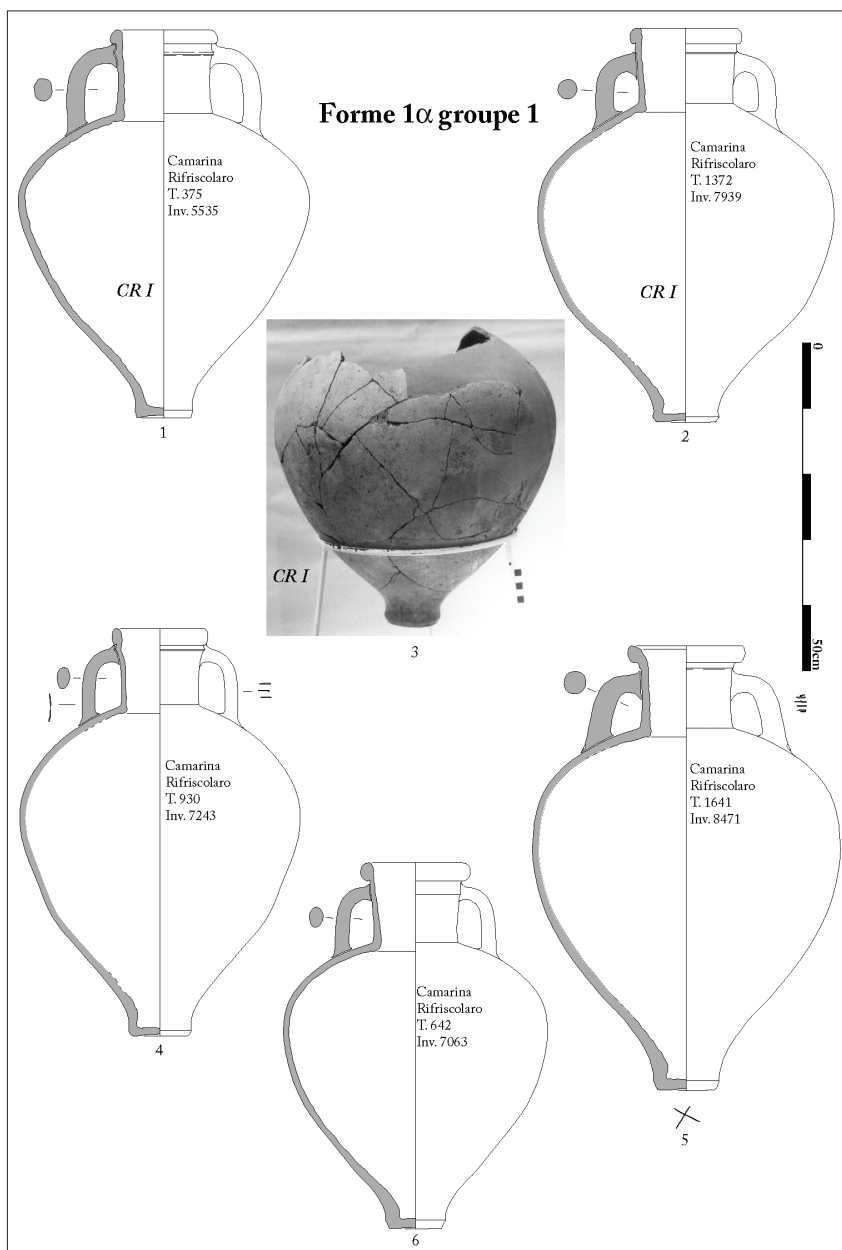 Forme 1α groupe 1
Camarina
Rifriscolaro
T. 375
Inv. 5535
CR I
1
Camarina
Rifriscolaro
T. 1372
Inv. 7939
CR I
2
CR I
3
0
50cm
Camarina
Rifriscolaro
T. 930
Inv. 7243
4
Camarina
Rifriscolaro
T. 1641
Inv. 8471
5
Camarina
Rifriscolaro
T. 642
Inv. 7063
6